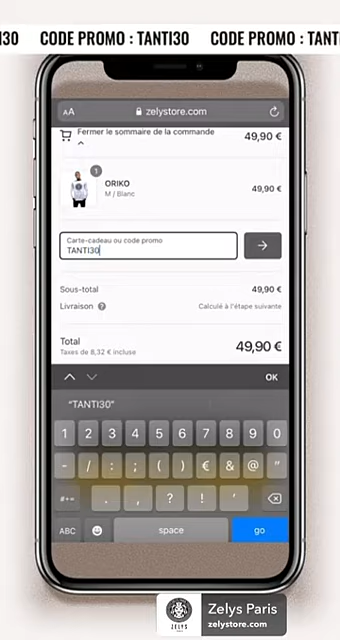 I30 CODE PROMO : TANTI30 CODE PROMO : TANTI
AA zelystore.com
Fermer le sommaire de la commande 49,90 €
1
ORIKO 49,90 €
M / Blanc
Carte-cadeau ou code promo
TANTI30
Sous-total 49,90 €
Livraison ? Calculé à l'étape suivante
Total 49,90 €
Taxes de 8,32 € incluse
OK
"TANTI30"
1 2 3 4 5 6 7 8 9 0
- / : ; ( ) € & @ "
#+= . , ? ! '
ABC space go
ZELYS
Zelys Paris
zelystore.com